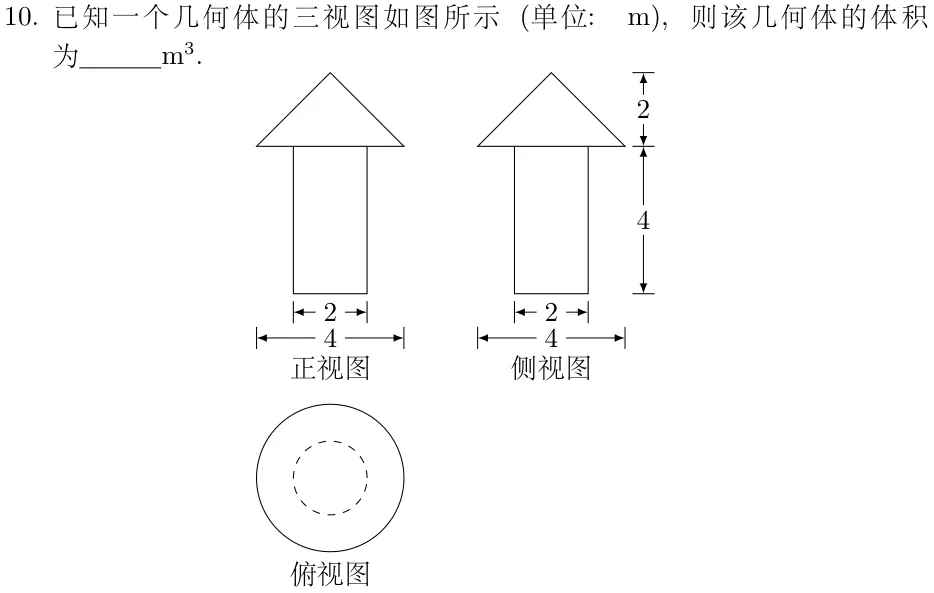 10. 已知一个几何体的三视图如图所示 (单位: m), 则该几何体的体积
为______m³.
2
4
2
2
4
4
正视图
侧视图
俯视图